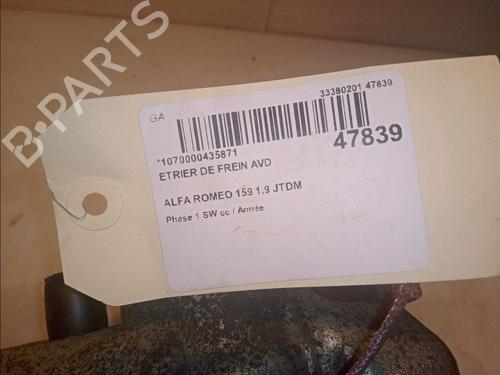 B-PARTS
GA
33380201 47839
*1070000435871
47839
ETRIER DE FREIN AVD
ALFA ROMEO 159 1.9 JTDM
Phase 1 SW cc / Année